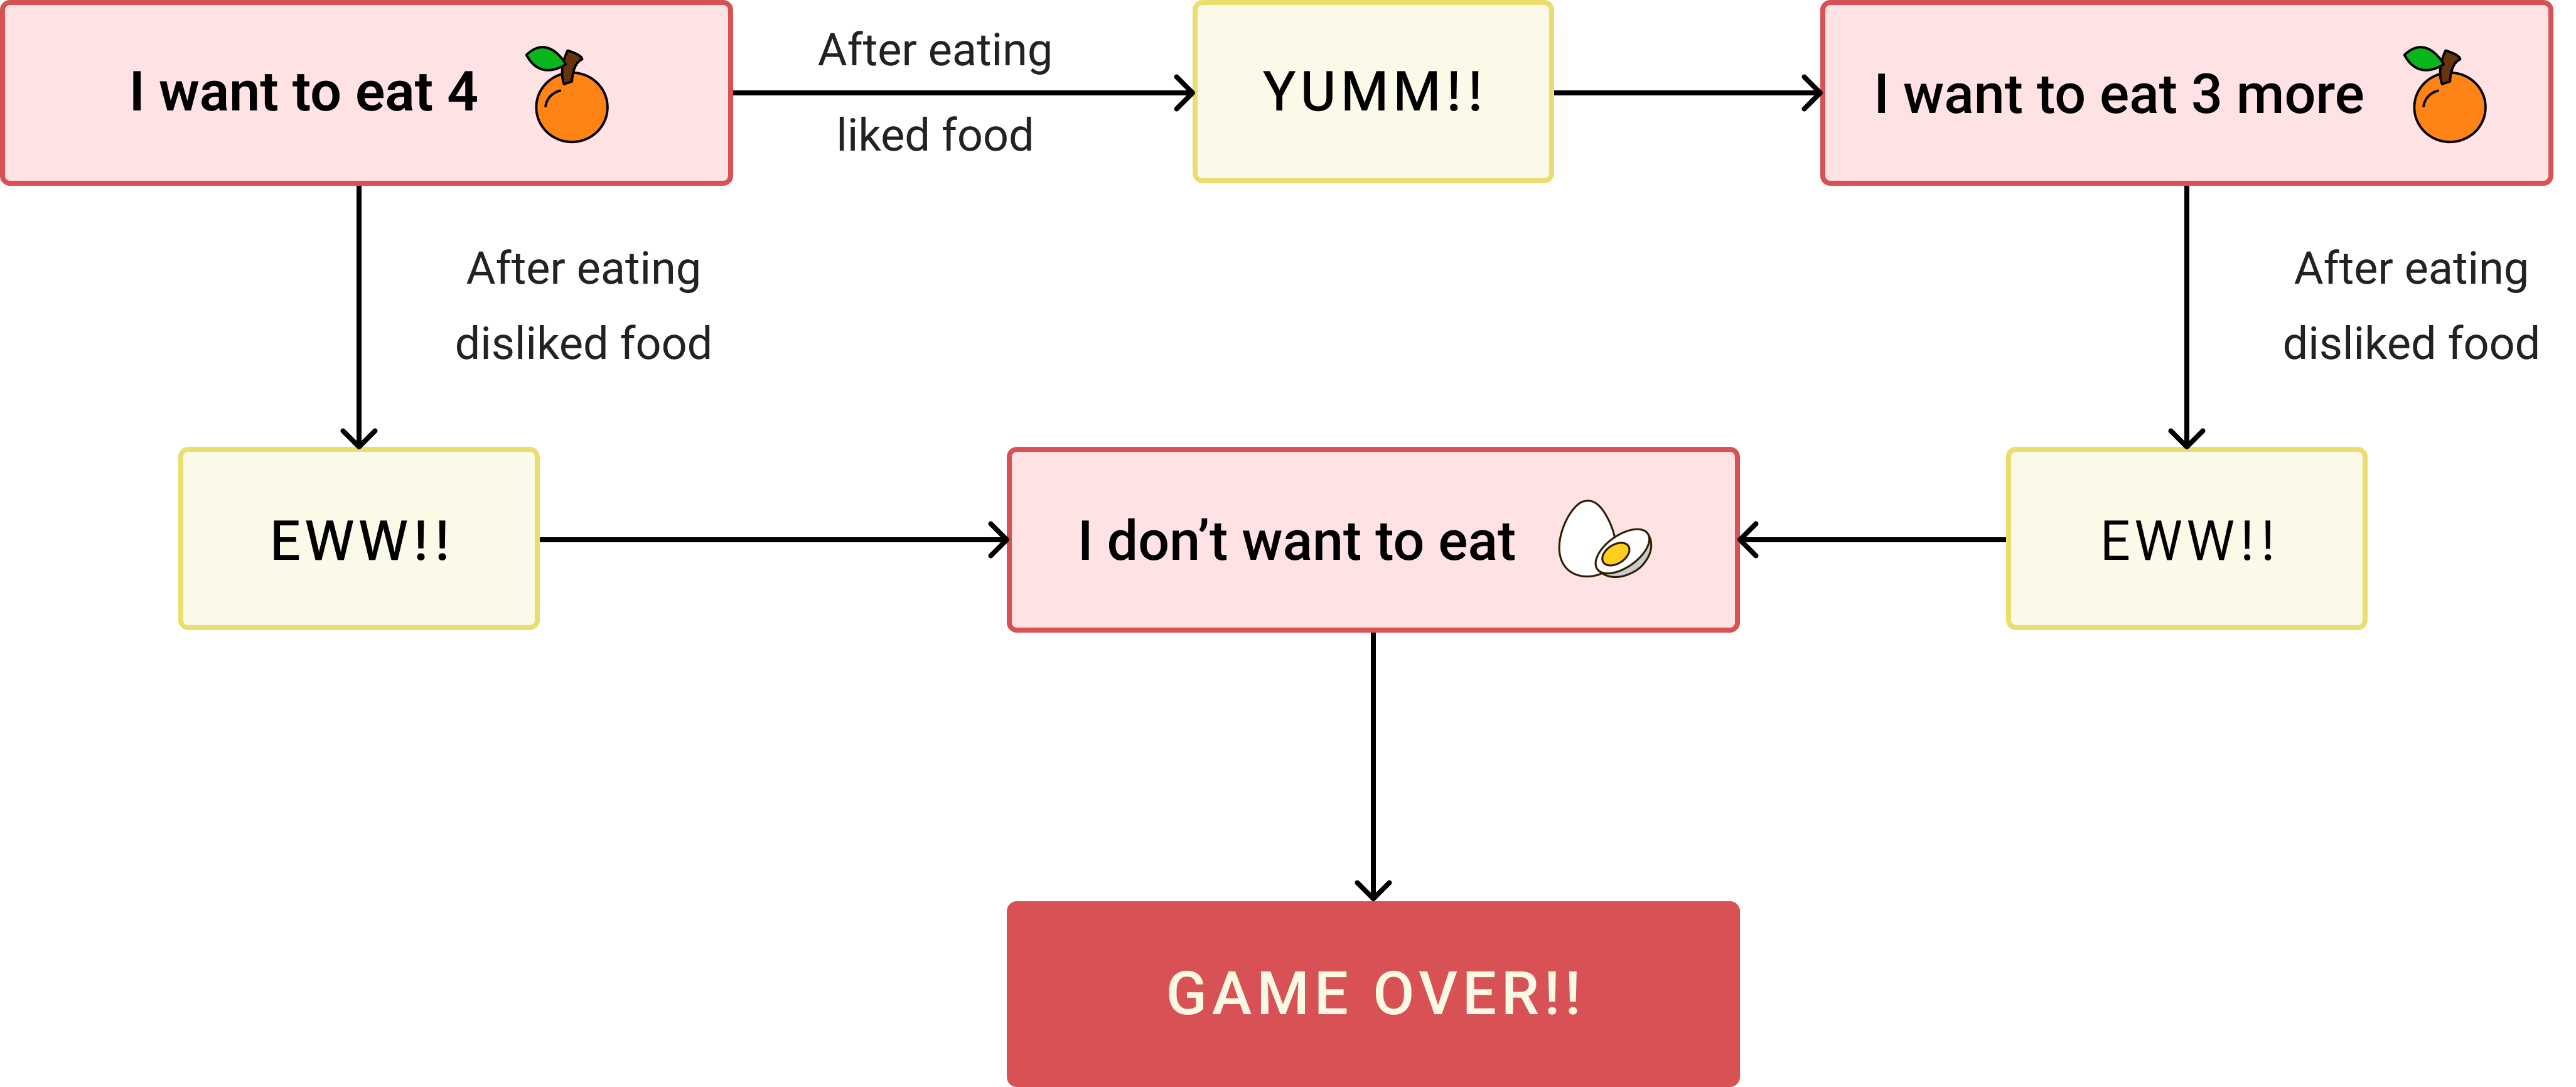 I want to eat 4
After eating
liked food
YUMM!!
I want to eat 3 more
After eating
disliked food
After eating
disliked food
EWW!!
I don’t want to eat
EWW!!
GAME OVER!!